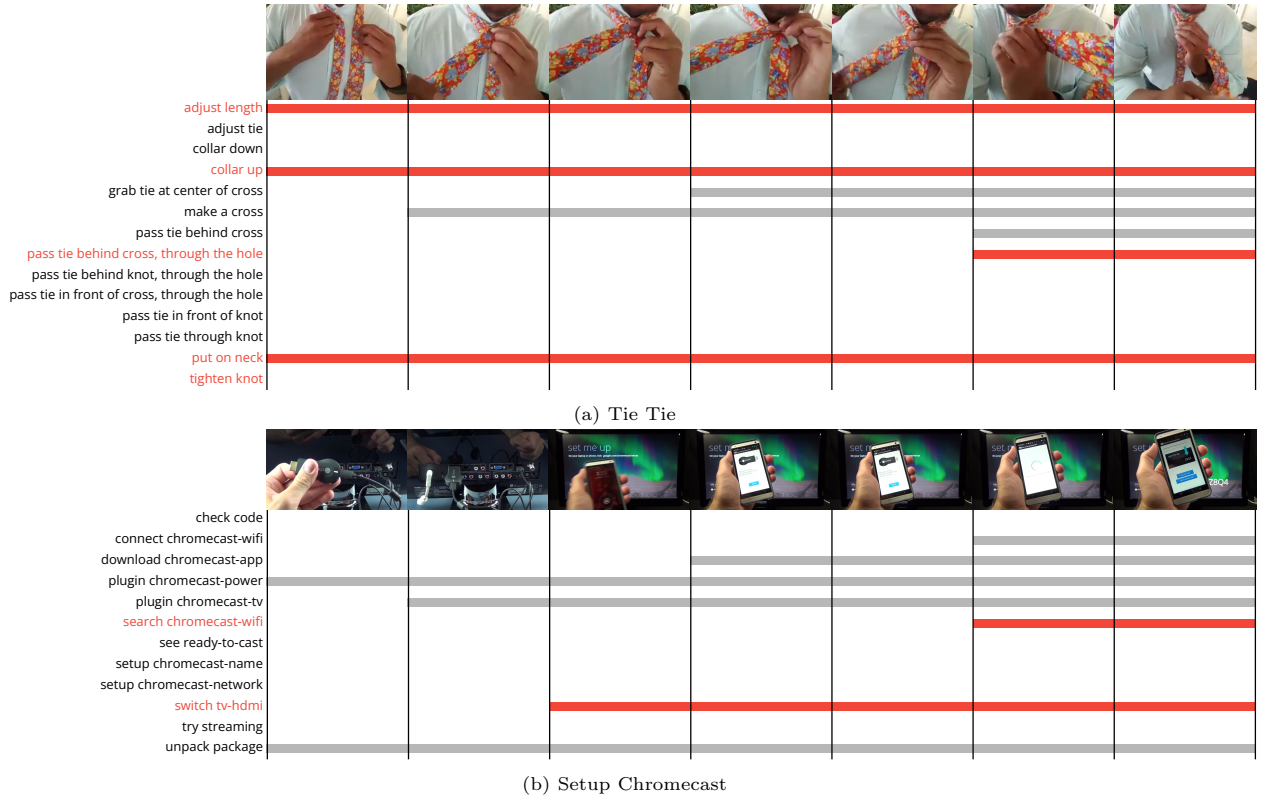 adjust length
adjust tie
collar down
collar up
grab tie at center of cross
make a cross
pass tie behind cross
pass tie behind cross, through the hole
pass tie behind knot, through the hole
pass tie in front of cross, through the hole
pass tie in front of knot
pass tie through knot
put on neck
tighten knot
(a) Tie Tie
set me up
set m
set m
set
set m
Z8Q4
check code
connect chromecast-wifi
download chromecast-app
plugin chromecast-power
plugin chromecast-tv
search chromecast-wifi
see ready-to-cast
setup chromecast-name
setup chromecast-network
switch tv-hdmi
try streaming
unpack package
(b) Setup Chromecast